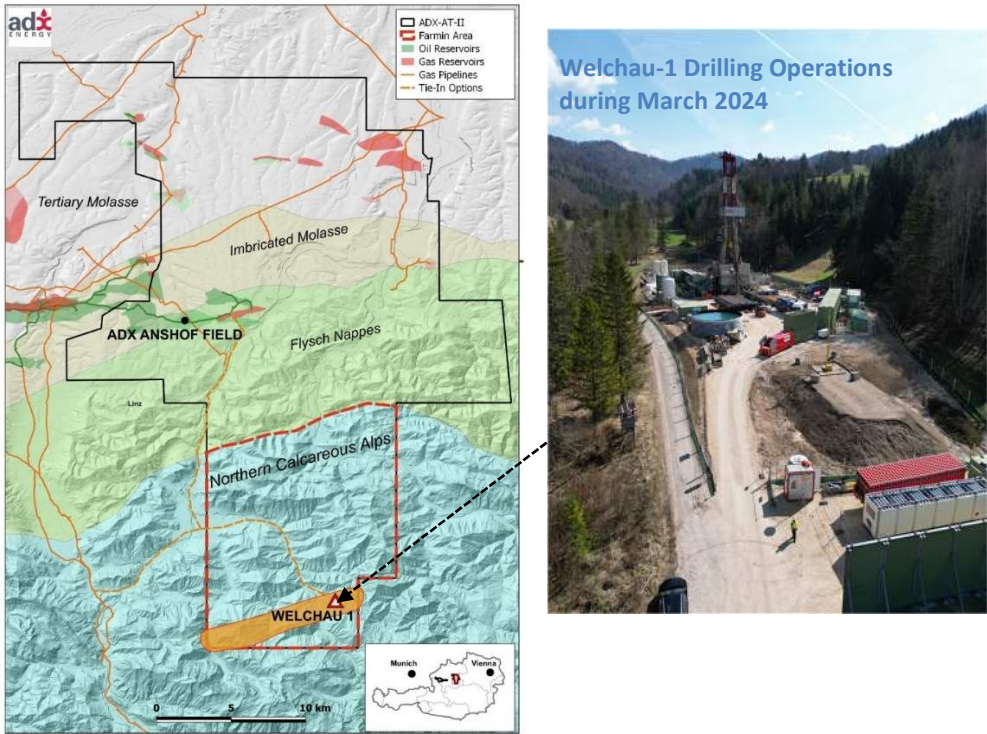 adx
ENERGY
ADX-AT-II
Farmin Area
Oil Reservoirs
Gas Reservoirs
Gas Pipelines
Tie-In Options
Welchau-1 Drilling Operations
during March 2024
Tertiary Molasse
Imbricated Molasse
ADX ANSHOF FIELD
Flysch Nappes
Linz
Northern Calcareous Alps
WELCHAU 1
Munich
Vienna
0 5 10 km